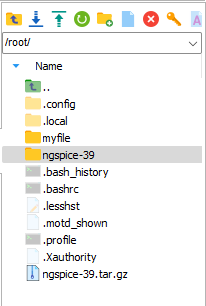 /root/
Name
..
.config
.local
myfile
ngspice-39
.bash_history
.bashrc
.lesshst
.motd_shown
.profile
.Xauthority
ngspice-39.tar.gz